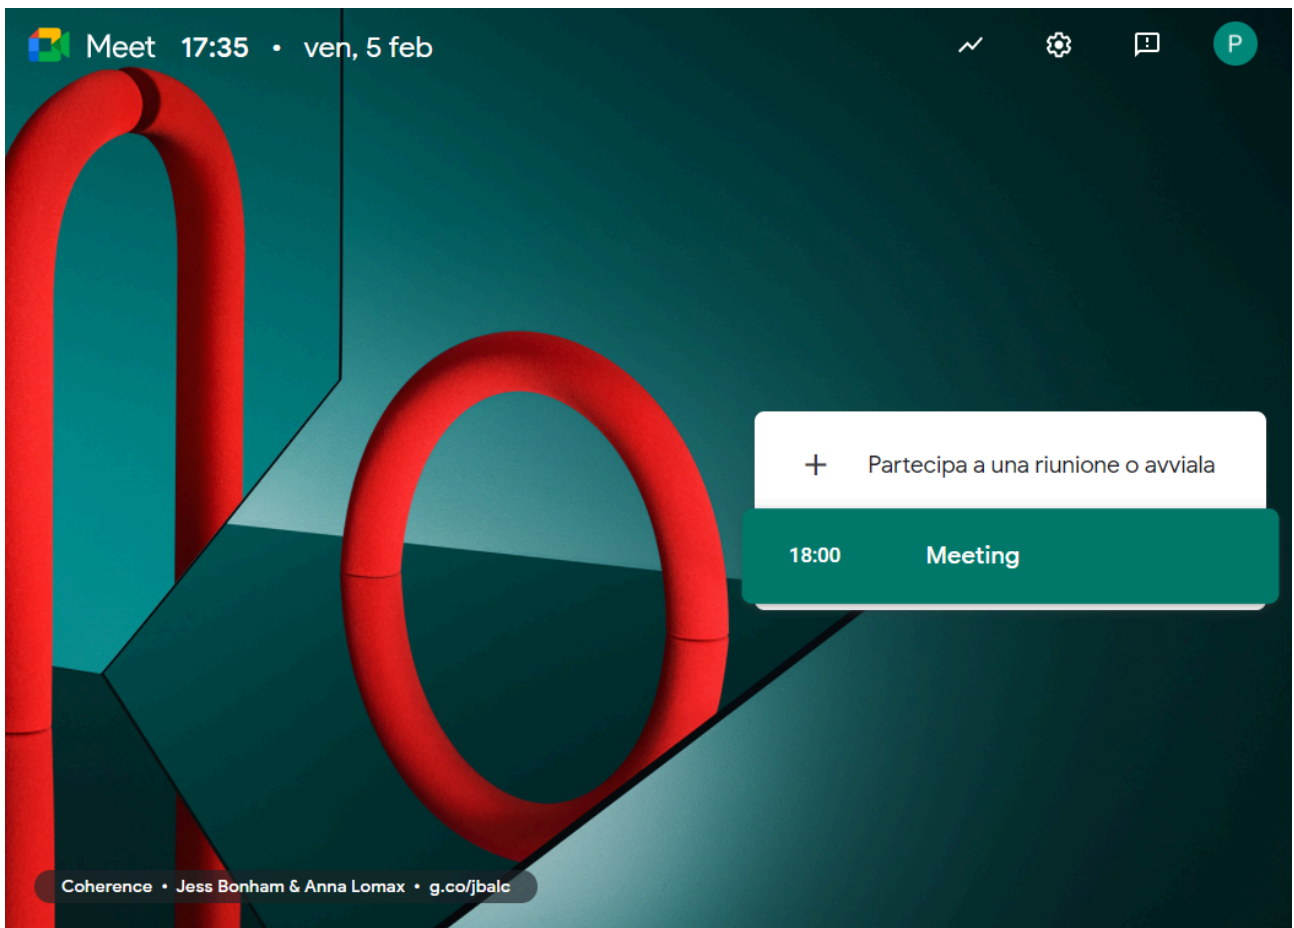 Meet 17:35 • ven, 5 feb
P
Partecipa a una riunione o avviala
18:00 Meeting
Coherence • Jess Bonham & Anna Lomax • g.co/jbalc